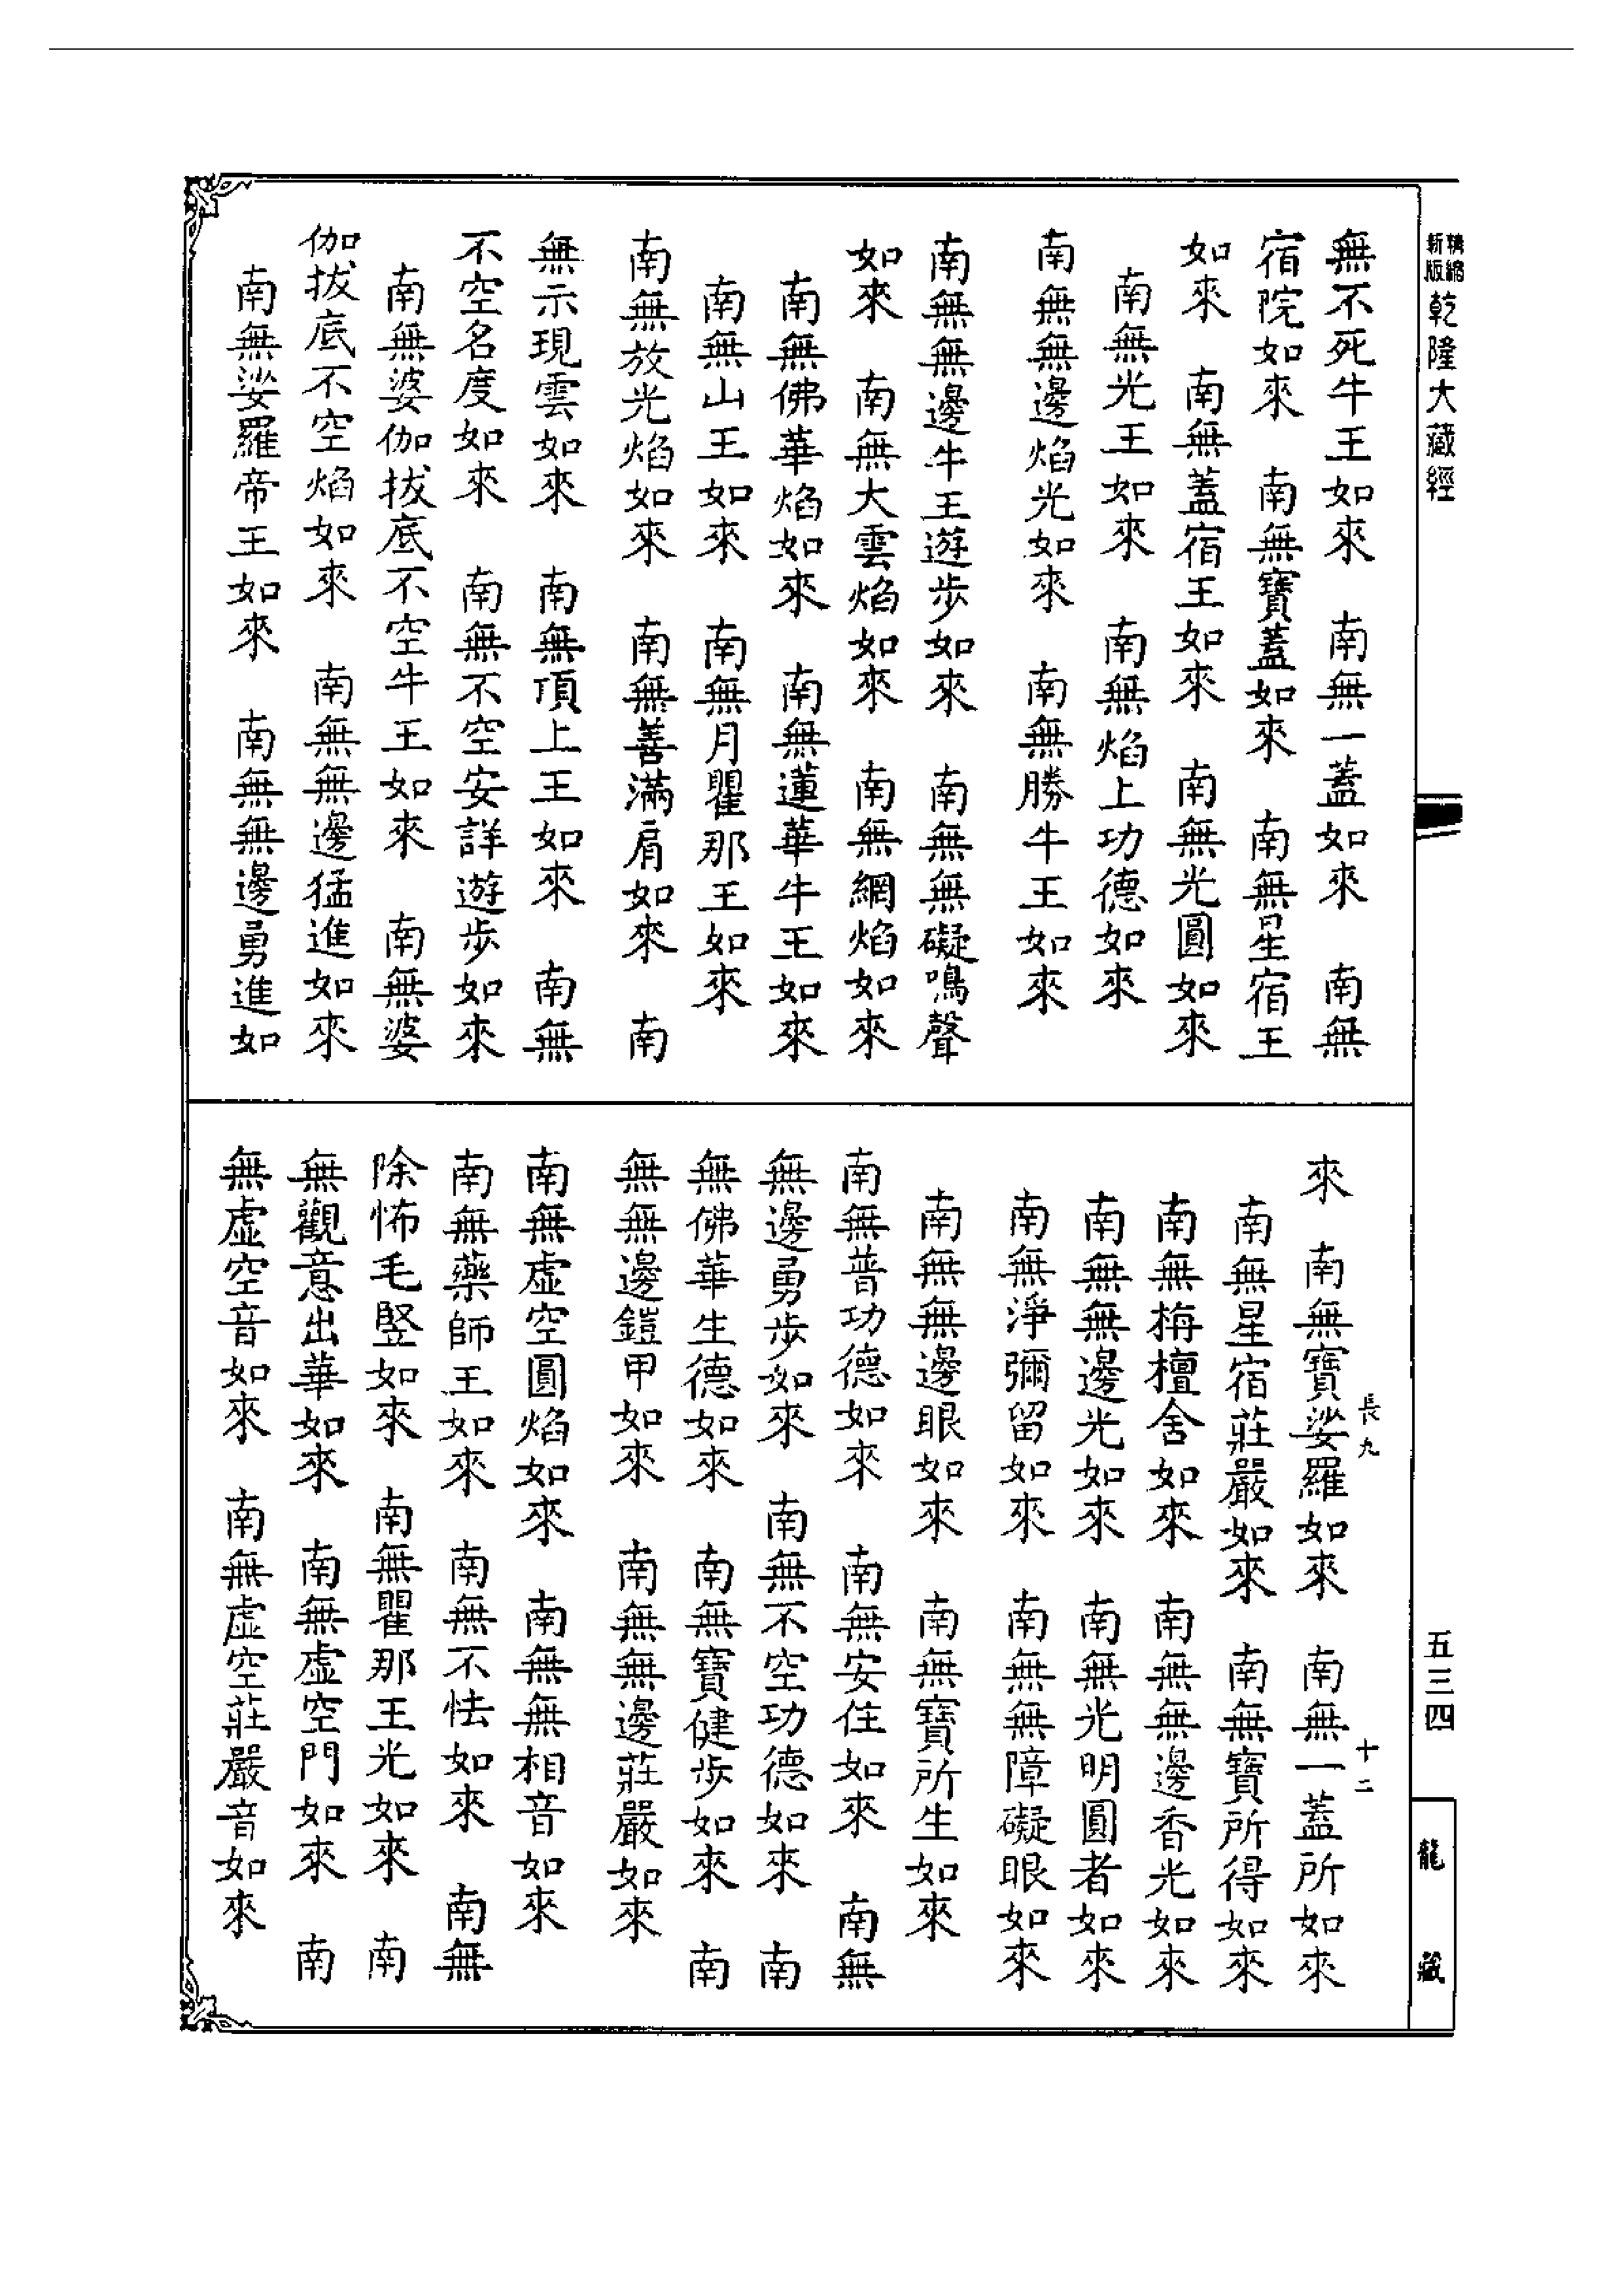 精縮新版 乾隆大藏經
無不死牛王如來　南無一蓋如來　南無
宿院如來　南無寶蓋如來　南無星宿王
如來　南無蓋宿王如來　南無光圓如來
南無光王如來　南無焰上功德如來
南無無邊焰光如來　南無勝牛王如來
南無無邊牛王遊步如來　南無無礙鳴聲
如來　南無大雲焰如來　南無網焰如來
南無佛華焰如來　南無蓮華牛王如來
南無山王如來　南無月瞿那王如來
南無放光焰如來　南無善滿肩如來　南
無示現雲如來　南無頂上王如來　南無
不空名度如來　南無不空安詳遊步如來
南無婆伽拔底不空牛王如來　南無婆
伽拔底不空焰如來　南無無邊猛進如來
南無娑羅帝王如來　南無無邊勇進如
來　南無寶娑羅如來　南無一蓋所如來
南無星宿莊嚴如來　南無寶所得如來
南無栴檀舍如來　南無無邊香光如來
南無無邊光如來　南無光明圓者如來
南無淨彌留如來　南無無障礙眼如來
南無無邊眼如來　南無寶所生如來
南無普功德如來　南無安住如來　南無
無邊勇步如來　南無不空功德如來　南
無佛華生德如來　南無寶健步如來　南
無無邊鎧甲如來　南無無邊莊嚴如來
南無虛空圓焰如來　南無無相音如來
南無藥師王如來　南無不怯如來　南無
除怖毛豎如來　南無瞿那王光如來　南
無觀意出華如來　南無虛空門如來　南
無虛空音如來　南無虛空莊嚴音如來
長九
十二
五三四
龍藏